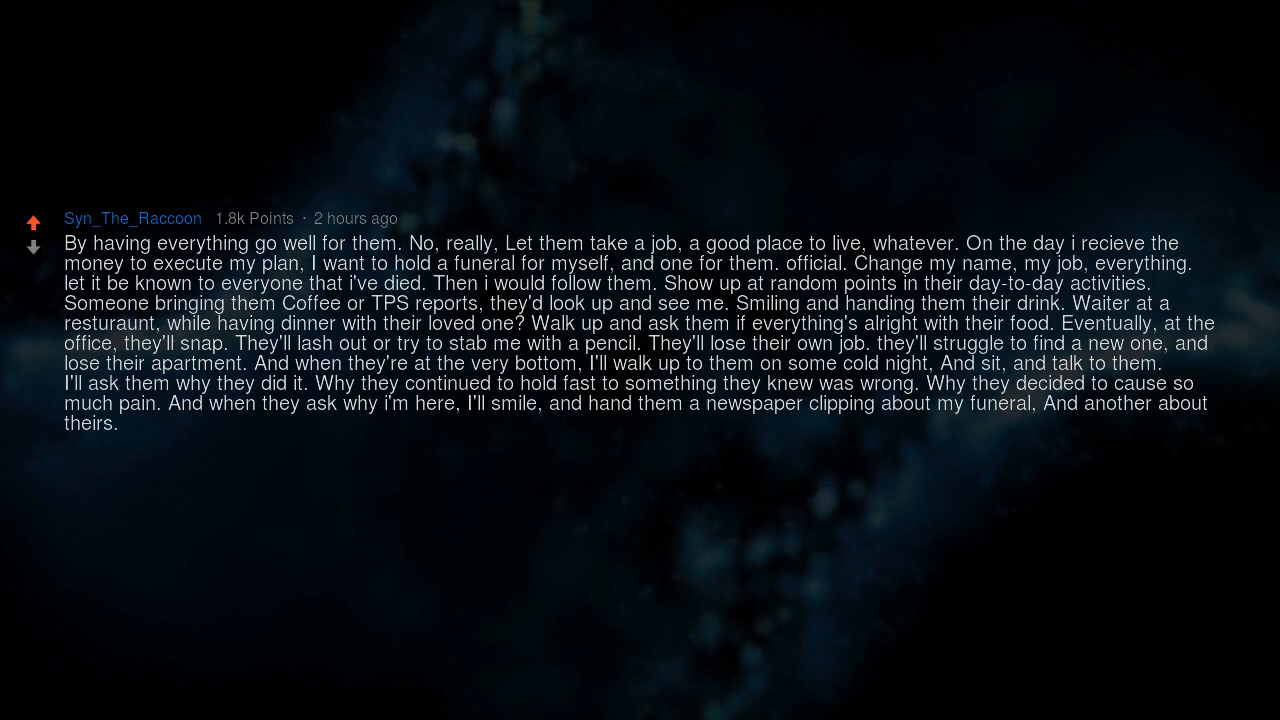 Syn_The_Raccoon 1.8k Points · 2 hours ago
By having everything go well for them. No, really, Let them take a job, a good place to live, whatever. On the day i recieve the
money to execute my plan, I want to hold a funeral for myself, and one for them. official. Change my name, my job, everything.
let it be known to everyone that i've died. Then i would follow them. Show up at random points in their day-to-day activities.
Someone bringing them Coffee or TPS reports, they'd look up and see me. Smiling and handing them their drink. Waiter at a
resturaunt, while having dinner with their loved one? Walk up and ask them if everything's alright with their food. Eventually, at the
office, they'll snap. They'll lash out or try to stab me with a pencil. They'll lose their own job. they'll struggle to find a new one, and
lose their apartment. And when they're at the very bottom, I'll walk up to them on some cold night, And sit, and talk to them.
I'll ask them why they did it. Why they continued to hold fast to something they knew was wrong. Why they decided to cause so
much pain. And when they ask why i'm here, I'll smile, and hand them a newspaper clipping about my funeral, And another about
theirs.